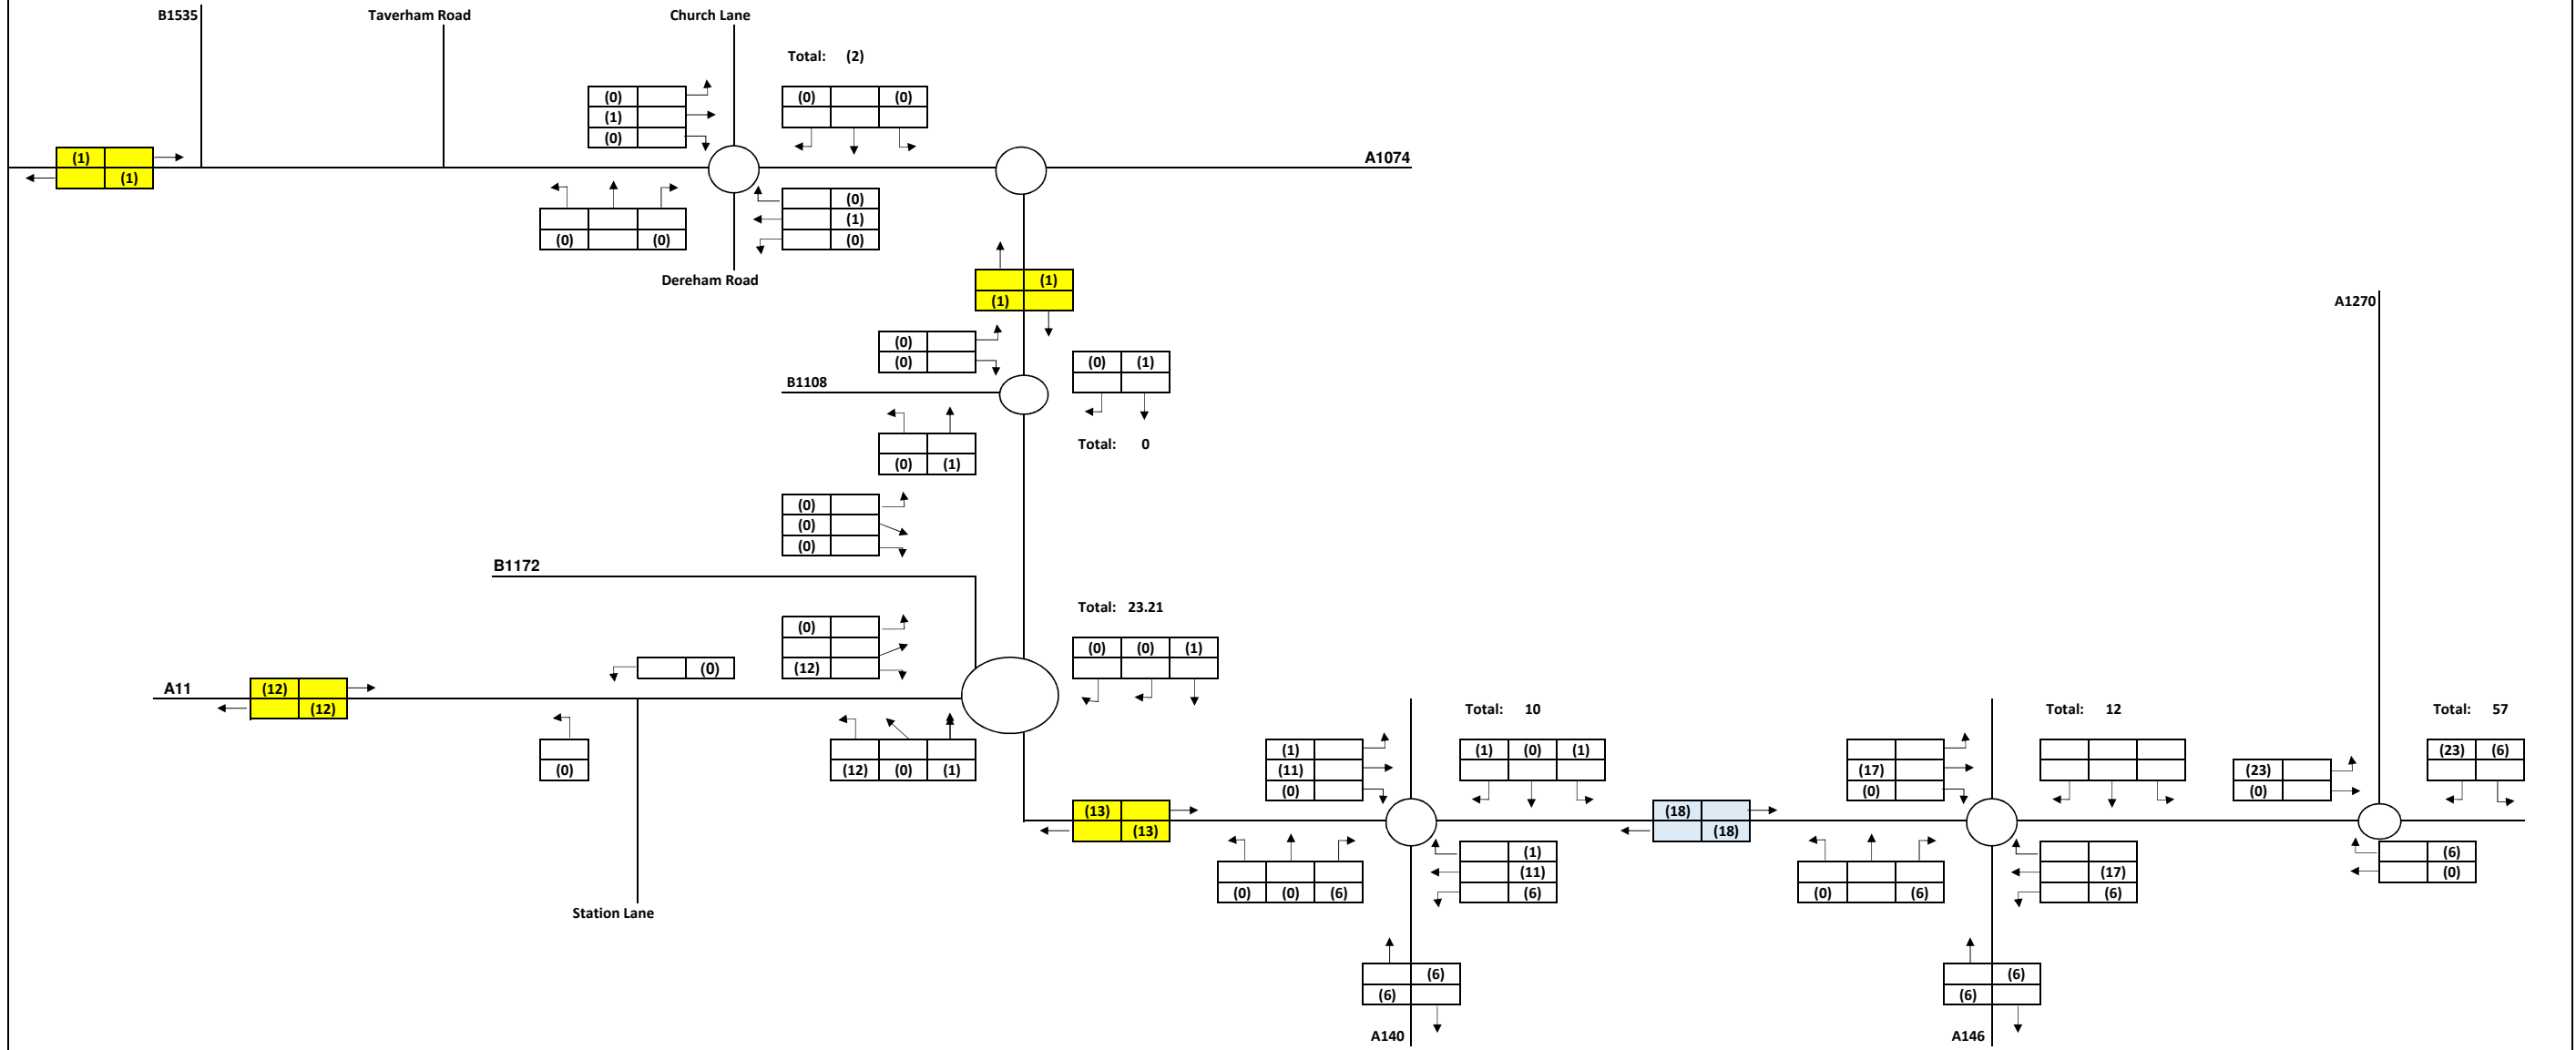 B1535
Taverham Road
Church Lane
Total: (2)
(0)
(1)
(0)
(0) (0)
(1)
(1)
A1074
(0) (0)
(0)
(1)
(0)
Dereham Road
(1)
(1)
A1270
(0)
(0)
(0) (1)
B1108
Total: 0
(0) (1)
(0)
(0)
(0)
B1172
Total: 23.21
(0)
(12)
(0) (0) (1)
(0)
A11
(12)
(12)
(0)
(12) (0) (1)
Station Lane
Total: 10
Total: 12
Total: 57
(1)
(11)
(0)
(1) (0) (1)
(17)
(0)
(23)
(0)
(23) (6)
(13)
(13)
(18)
(18)
(0) (0) (6)
(1)
(11)
(6)
(0) (6)
(17)
(6)
(6)
(0)
(6)
(6)
(6)
(6)
A140
A146